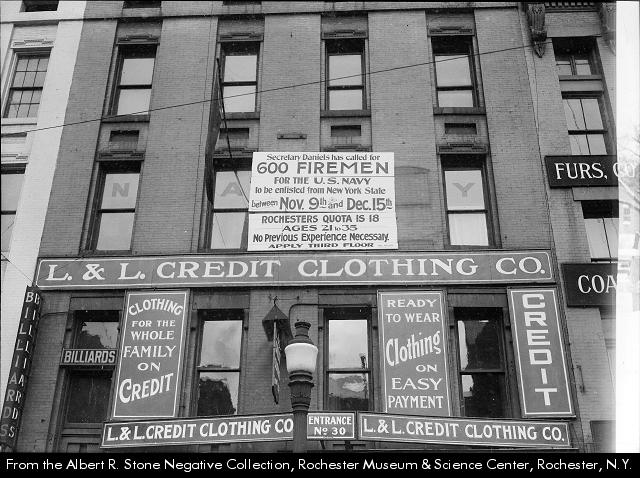 Secretary Daniels has called for
600 FIREMEN
FOR THE U.S. NAVY
to be enlisted from New York State
between Nov. 9th and Dec. 15th
ROCHESTERS QUOTA IS 18
AGES 21 to 35
No Previous Experience Necessary.
APPLY THIRD FLOOR
N A Y
FURS, C
COA
L. & L. CREDIT CLOTHING CO.
BILLIARDS
BILLIARDS
CLOTHING
FOR THE
WHOLE
FAMILY
ON
CREDIT
READY
TO WEAR
Clothing
ON
EASY
PAYMENT
CREDIT
L. & L. CREDIT CLOTHING CO
ENTRANCE
No 30
L. & L. CREDIT CLOTHING CO.
From the Albert R. Stone Negative Collection, Rochester Museum & Science Center, Rochester, N.Y.